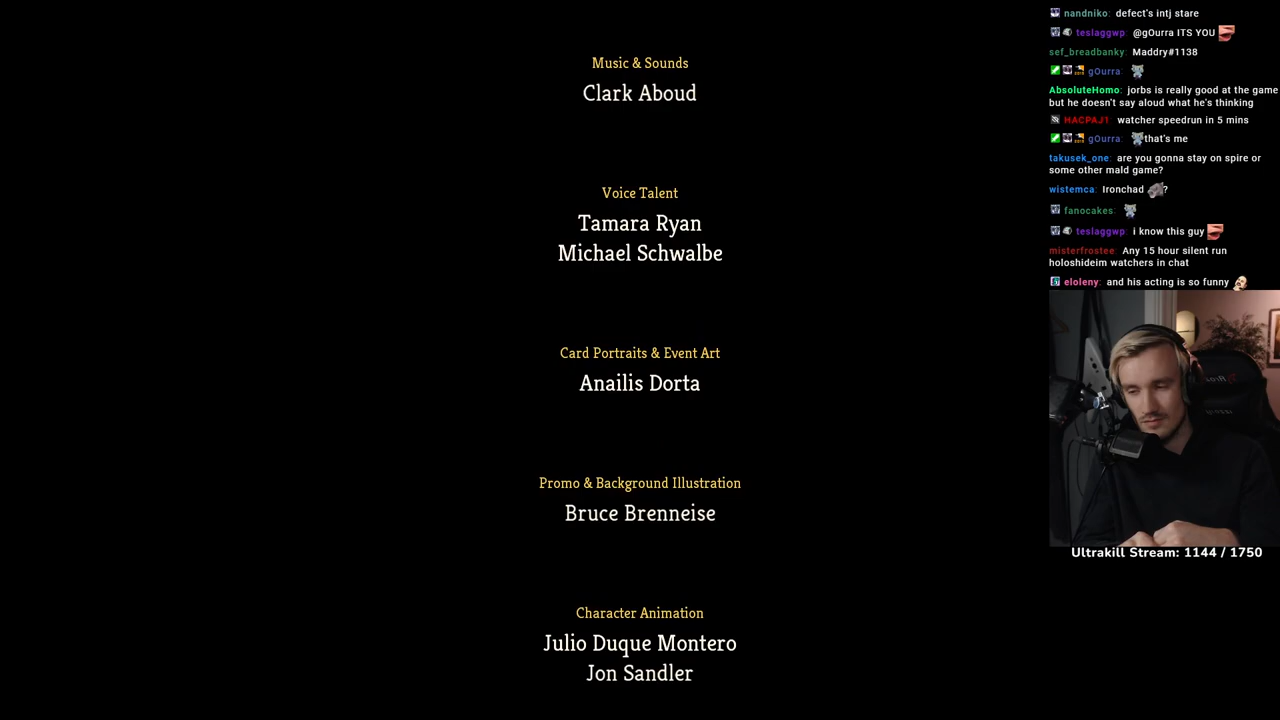 Music & Sounds
Clark Aboud
Voice Talent
Tamara Ryan
Michael Schwalbe
Card Portraits & Event Art
Anailis Dorta
Promo & Background Illustration
Bruce Brenneise
Character Animation
Julio Duque Montero
Jon Sandler
nandniko: defect's intj stare
teslaggwp: @gOurra ITS YOU
sef_breadbanky: Maddry#1138
gOurra:
AbsoluteHomo: jorbs is really good at the game
but he doesn't say aloud what he's thinking
HACPAJ1 watcher speedrun in 5 mins
gOurra: that's me
takusek_one: are you gonna stay on spire or
some other mald game?
wistemca: Ironchad ?
fanocakes:
teslaggwp: i know this guy
misterfrostee: Any 15 hour silent run
holoshideim watchers in chat
eloleny: and his acting is so funny
Ultrakill Stream: 1144 / 1750